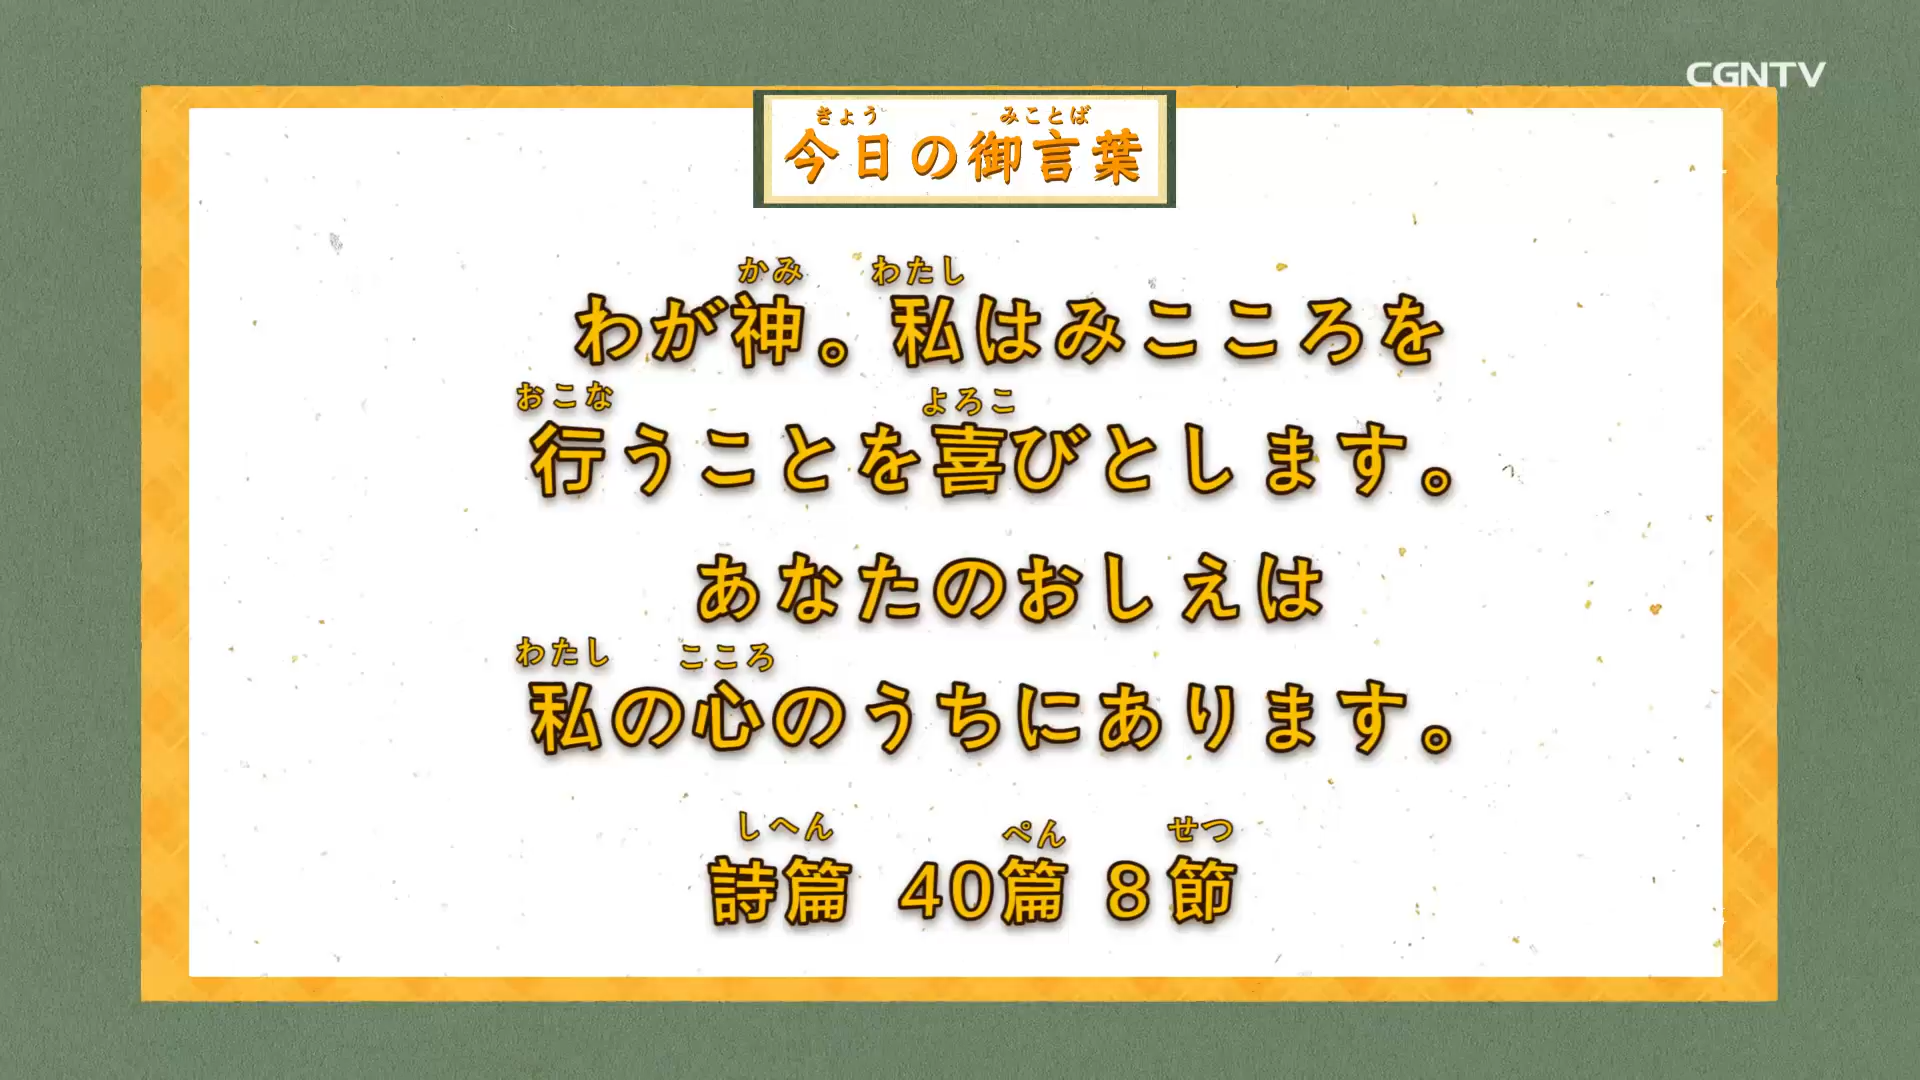 CGNTV
きょう みことば
今日の御言葉
かみ わたし
わが神。私はみこころを
おこな よろこ
行うことを喜びとします。
あなたのおしえは
わたし こころ
私の心のうちにあります。
しへん ぺん せつ
詩篇 40篇 8節